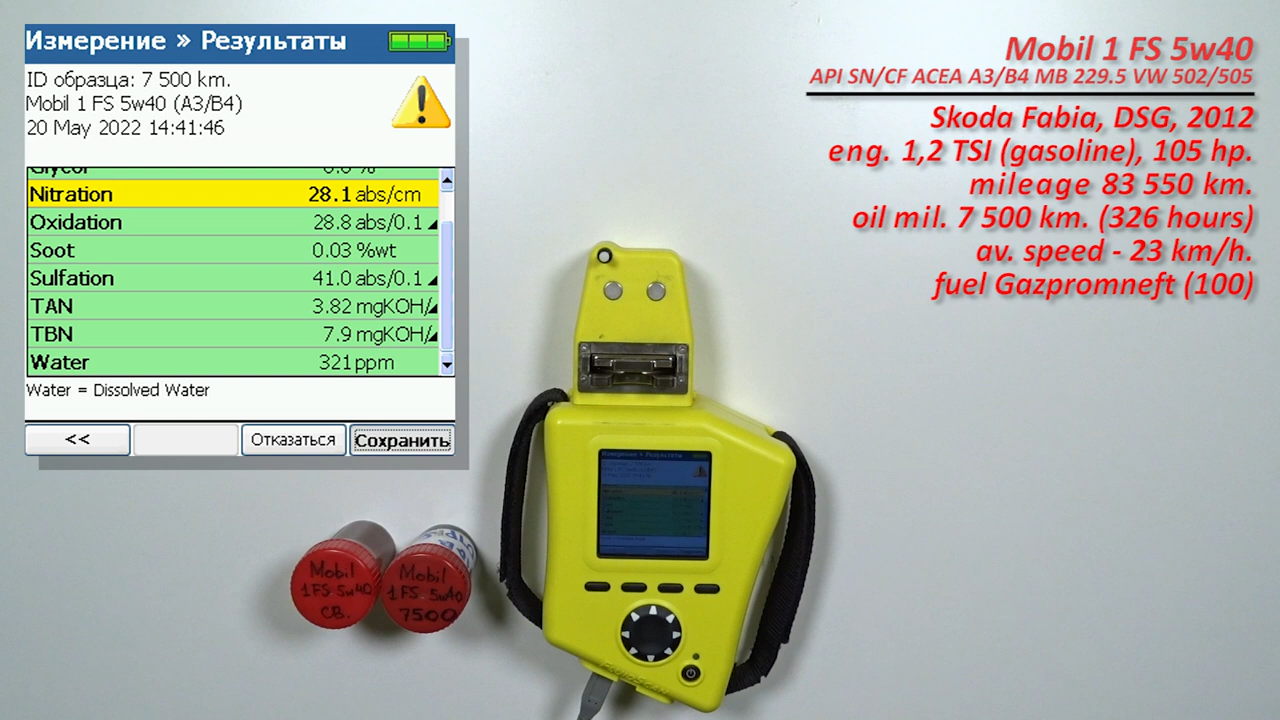 Измерение » Результаты
ID образца: 7 500 km.
Mobil 1 FS 5w40 (A3/B4)
20 May 2022 14:41:46
Nitration 28.1 abs/cm
Oxidation 28.8 abs/0.1
Soot 0.03 %wt
Sulfation 41.0 abs/0.1
TAN 3.82 mgKOH/
TBN 7.9 mgKOH/
Water 321 ppm
Water = Dissolved Water
<< Отказаться Сохранить
Mobil 1 FS 5w40
API SN/CF ACEA A3/B4 MB 229.5 VW 502/505
Skoda Fabia, DSG, 2012
eng. 1,2 TSI (gasoline), 105 hp.
mileage 83 550 km.
oil mil. 7 500 km. (326 hours)
av. speed - 23 km/h.
fuel Gazpromneft (100)
Измерение » Результаты
Mobil
1 FS 5w40
СВ.
Mobil
1 FS 5w40
7500